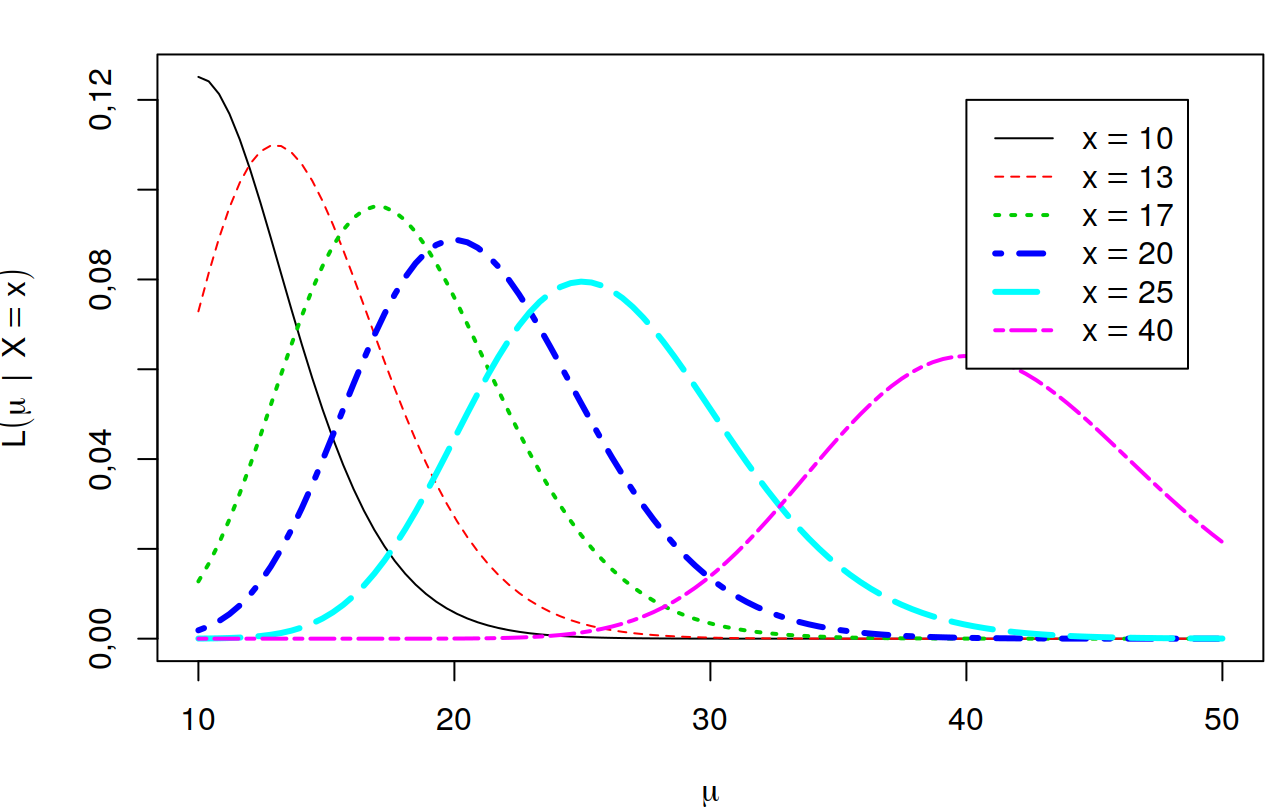 L(μ | X = x)
0,12
0,08
0,04
0,00
x = 10
x = 13
x = 17
x = 20
x = 25
x = 40
10 20 30 40 50
μ